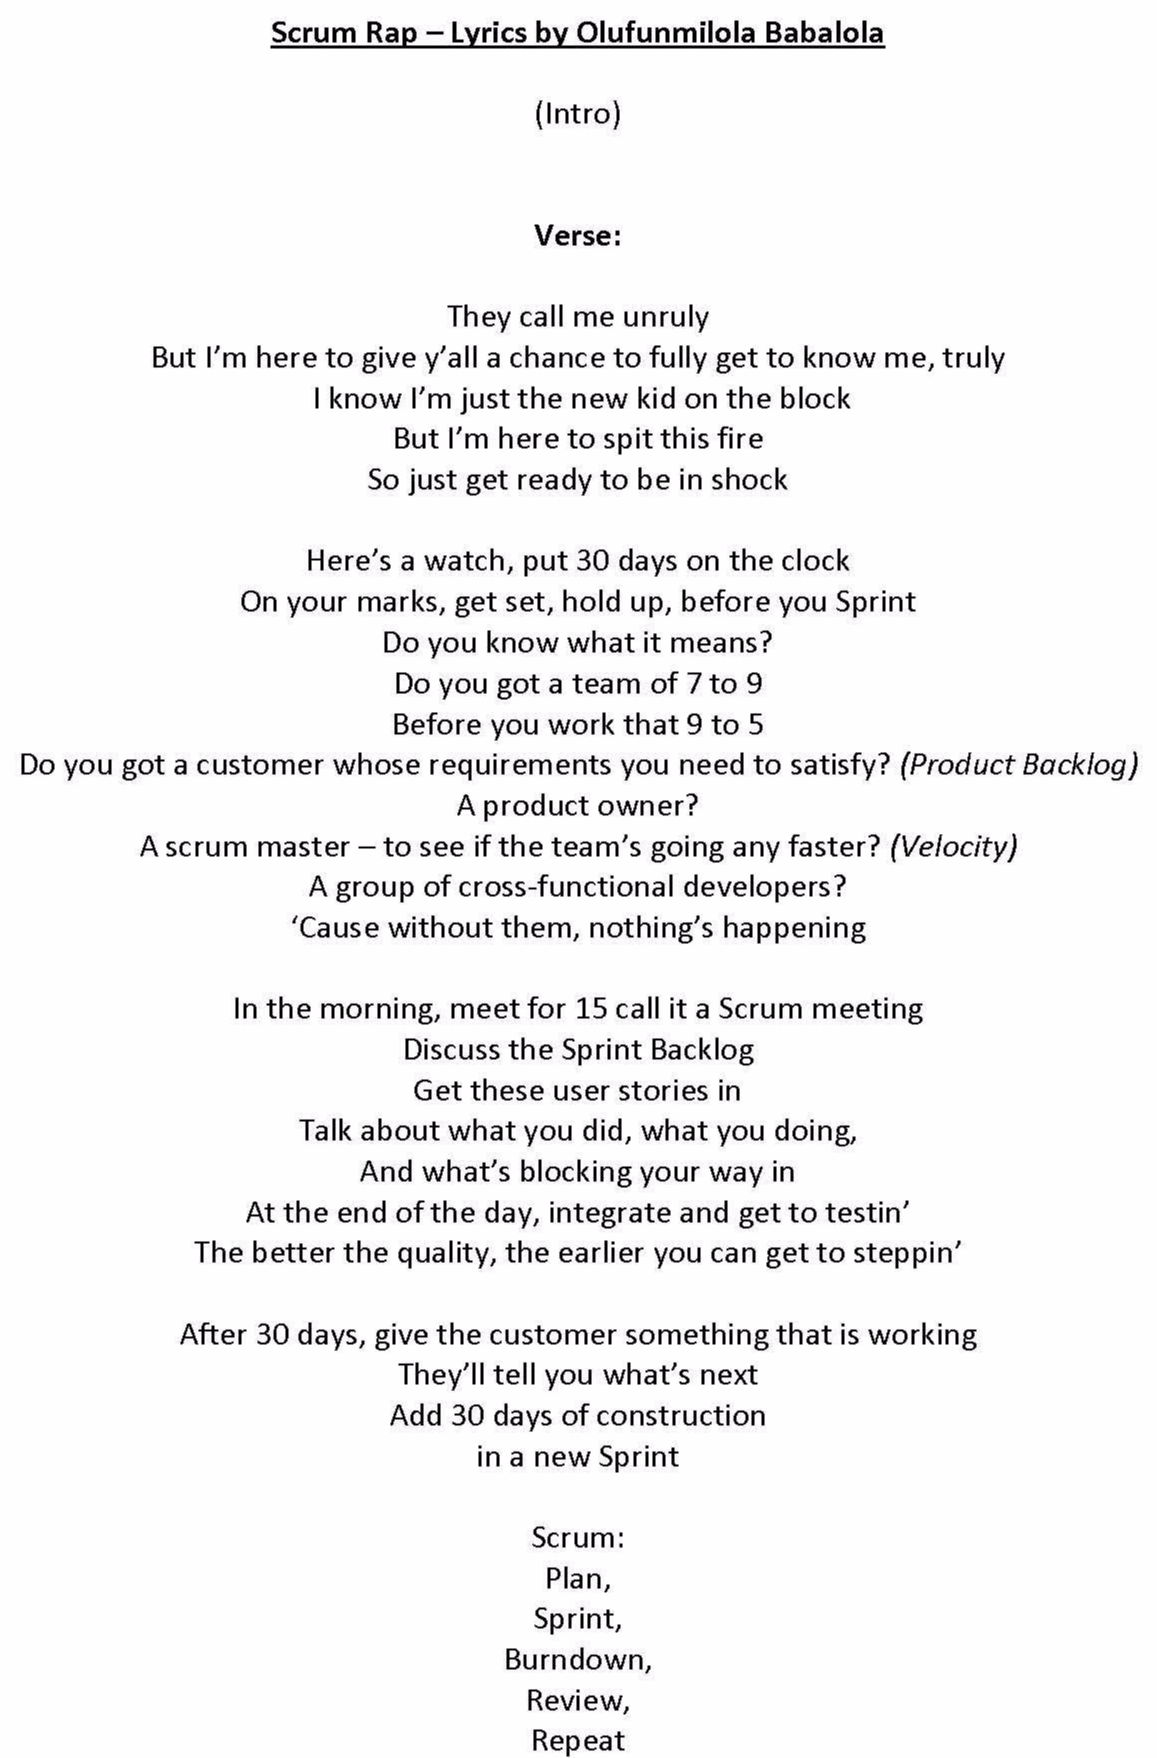 Scrum Rap – Lyrics by Olufunmilola Babalola
(Intro)
Verse:
They call me unruly
But I’m here to give y’all a chance to fully get to know me, truly
I know I’m just the new kid on the block
But I’m here to spit this fire
So just get ready to be in shock
Here’s a watch, put 30 days on the clock
On your marks, get set, hold up, before you Sprint
Do you know what it means?
Do you got a team of 7 to 9
Before you work that 9 to 5
Do you got a customer whose requirements you need to satisfy? (Product Backlog)
A product owner?
A scrum master – to see if the team’s going any faster? (Velocity)
A group of cross-functional developers?
‘Cause without them, nothing’s happening
In the morning, meet for 15 call it a Scrum meeting
Discuss the Sprint Backlog
Get these user stories in
Talk about what you did, what you doing,
And what’s blocking your way in
At the end of the day, integrate and get to testin’
The better the quality, the earlier you can get to steppin’
After 30 days, give the customer something that is working
They’ll tell you what’s next
Add 30 days of construction
in a new Sprint
Scrum:
Plan,
Sprint,
Burndown,
Review,
Repeat